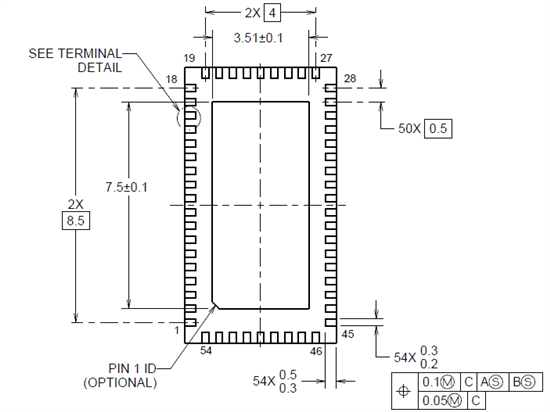 2X 4
3.51±0.1
SEE TERMINAL
DETAIL
19
27
18
28
50X 0.5
7.5±0.1
2X
8.5
1
45
54
46
PIN 1 ID
(OPTIONAL)
54X 0.5
0.3
54X 0.3
0.2
0.1Ⓜ C AⓈ BⓈ
0.05Ⓜ C